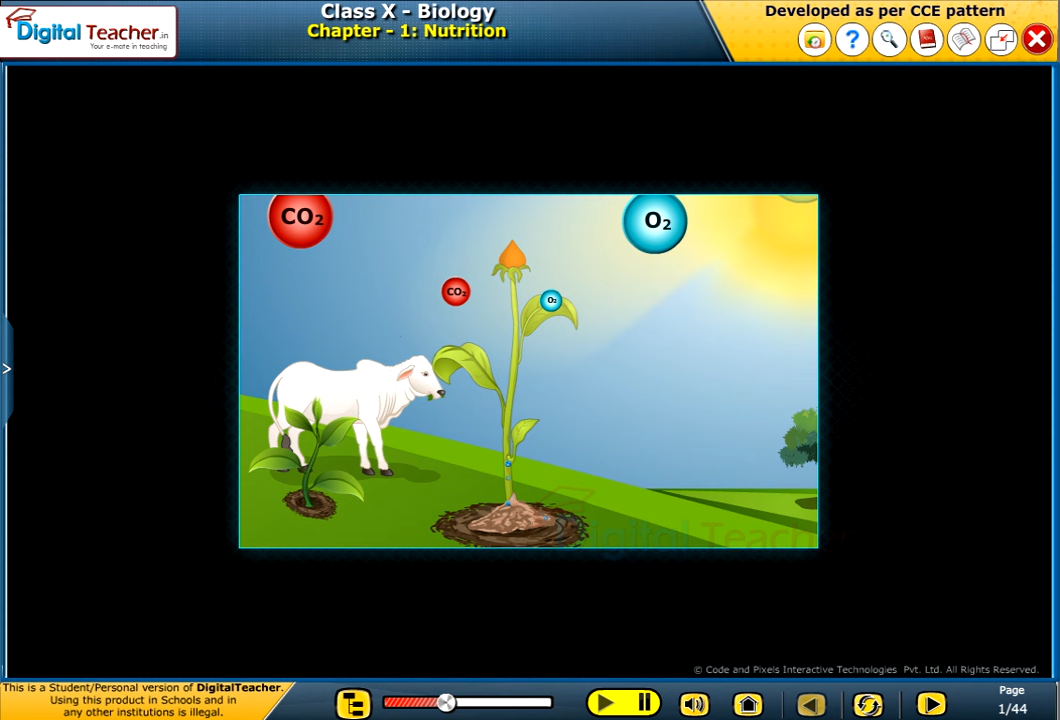 Digital Teacher.in
Your e-mate in teaching
Class X - Biology
Chapter - 1: Nutrition
Developed as per CCE pattern
?
CO₂
O₂
CO₂
O₂
>
Digital Teacher
© Code and Pixels Interactive Technologies Pvt. Ltd. All Rights Reserved.
This is a Student/Personal version of DigitalTeacher.
Using this product in Schools and in
any other institutions is illegal.
Page
1/44